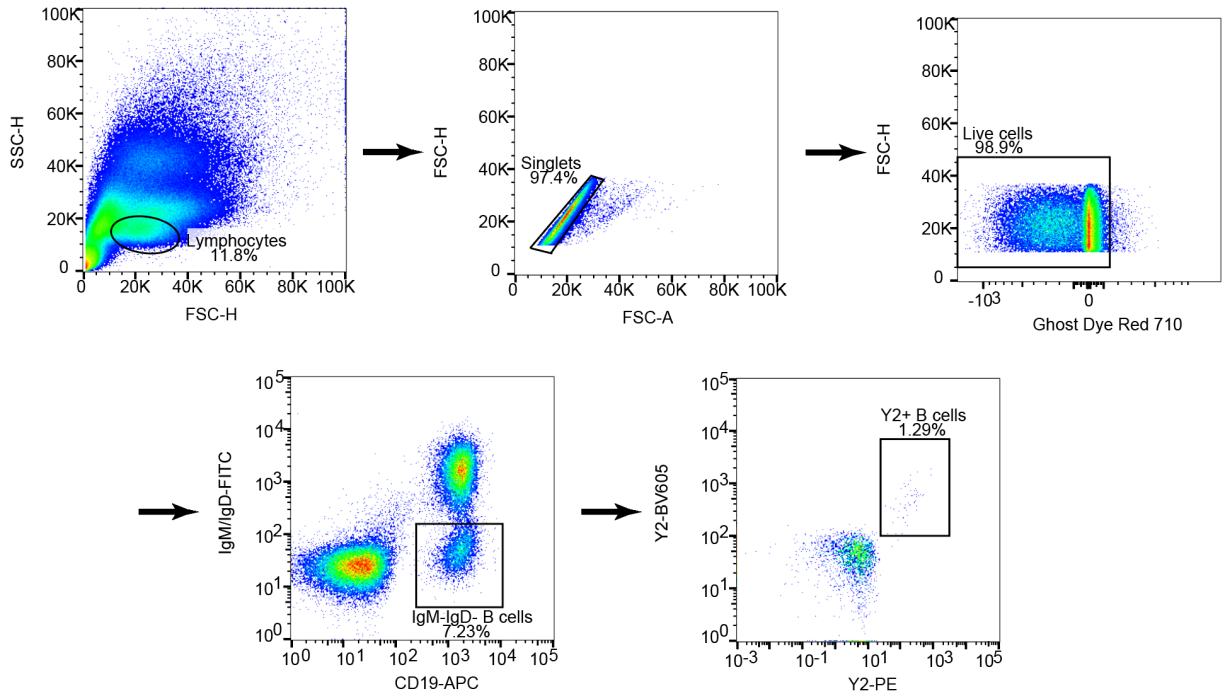 100K
80K
60K
40K
20K
0
SSC-H
Lymphocytes
11.8%
0 20K 40K 60K 80K 100K
FSC-H
100K
80K
60K
40K
20K
0
FSC-H
Singlets
97.4%
0 20K 40K 60K 80K 100K
FSC-A
100K
80K
60K
40K
20K
0
FSC-H
Live cells
98.9%
-10³ 0
Ghost Dye Red 710
10⁵
10⁴
10³
10²
10¹
10⁰
IgM/IgD-FITC
IgM-IgD- B cells
7.23%
10⁰ 10¹ 10² 10³ 10⁴ 10⁵
CD19-APC
10⁵
10⁴
10³
10²
10¹
10⁰
Y2-BV605
Y2+ B cells
1.29%
10-3 10-1 10¹ 10³ 10⁵
Y2-PE